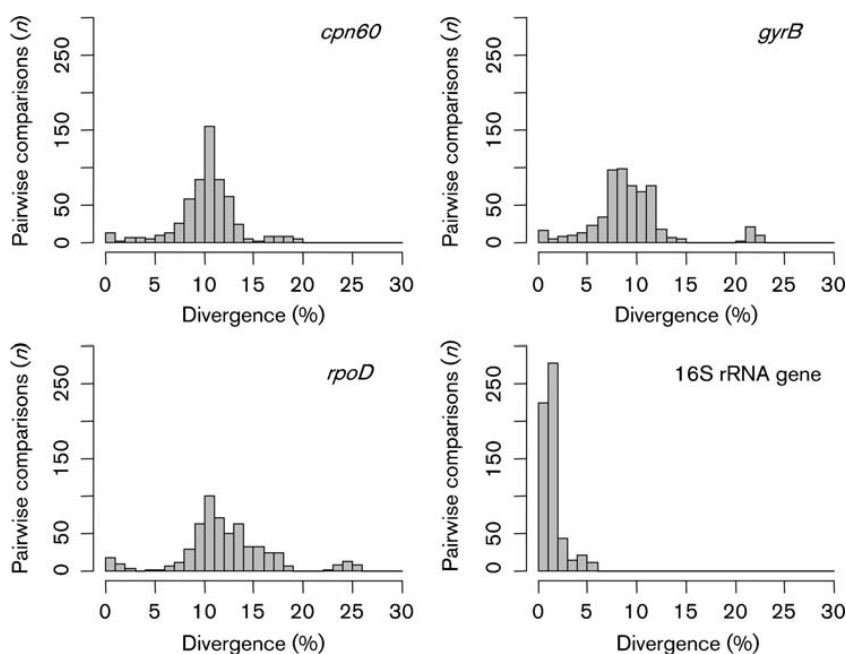 cpn60
Pairwise comparisons (n)
250
150
50
0
0 5 10 15 20 25 30
Divergence (%)
gyrB
Pairwise comparisons (n)
250
150
50
0
0 5 10 15 20 25 30
Divergence (%)
rpoD
Pairwise comparisons (n)
250
150
50
0
0 5 10 15 20 25 30
Divergence (%)
16S rRNA gene
Pairwise comparisons (n)
250
150
50
0
0 5 10 15 20 25 30
Divergence (%)